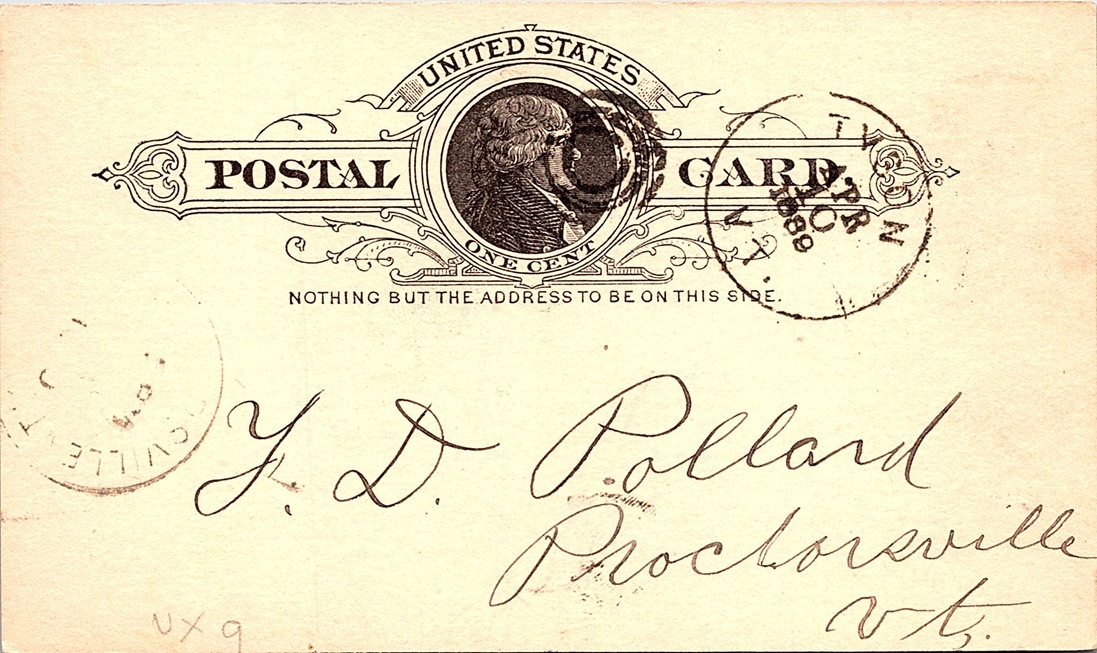 UNITED STATES
POSTAL CARD.
ONE CENT
NOTHING BUT THE ADDRESS TO BE ON THIS SIDE.
VT.
APR
10
1889
F. D. Pollard
Proctorsville
Vt.
UX9